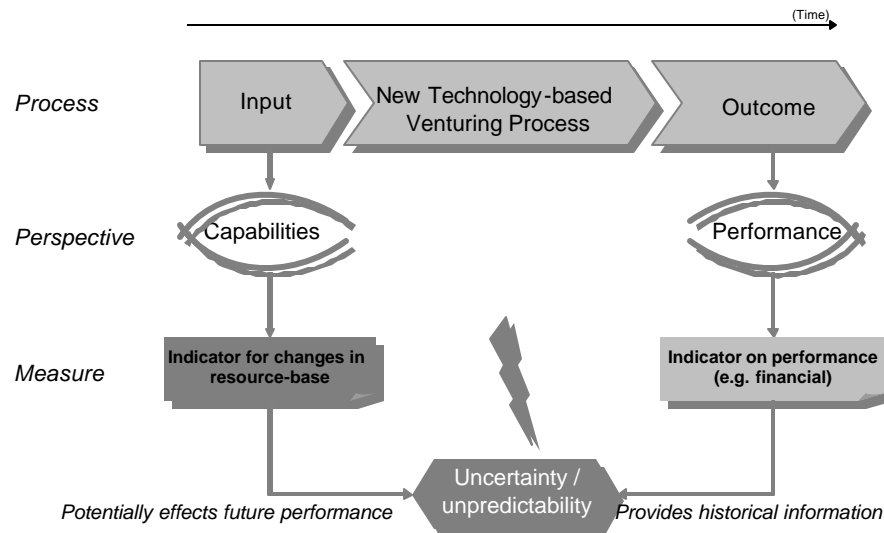 (Time)
Process
Input
New Technology-based
Venturing Process
Outcome
Perspective
Capabilities
Performance
Measure
Indicator for changes in
resource-base
Indicator on performance
(e.g. financial)
Uncertainty /
unpredictability
Potentially effects future performance
Provides historical information